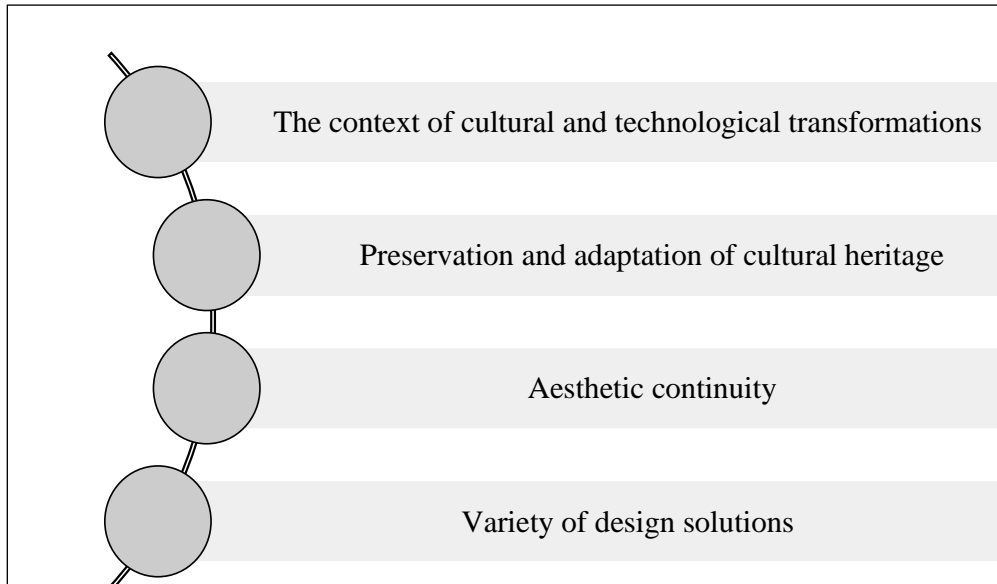 The context of cultural and technological transformations
Preservation and adaptation of cultural heritage
Aesthetic continuity
Variety of design solutions